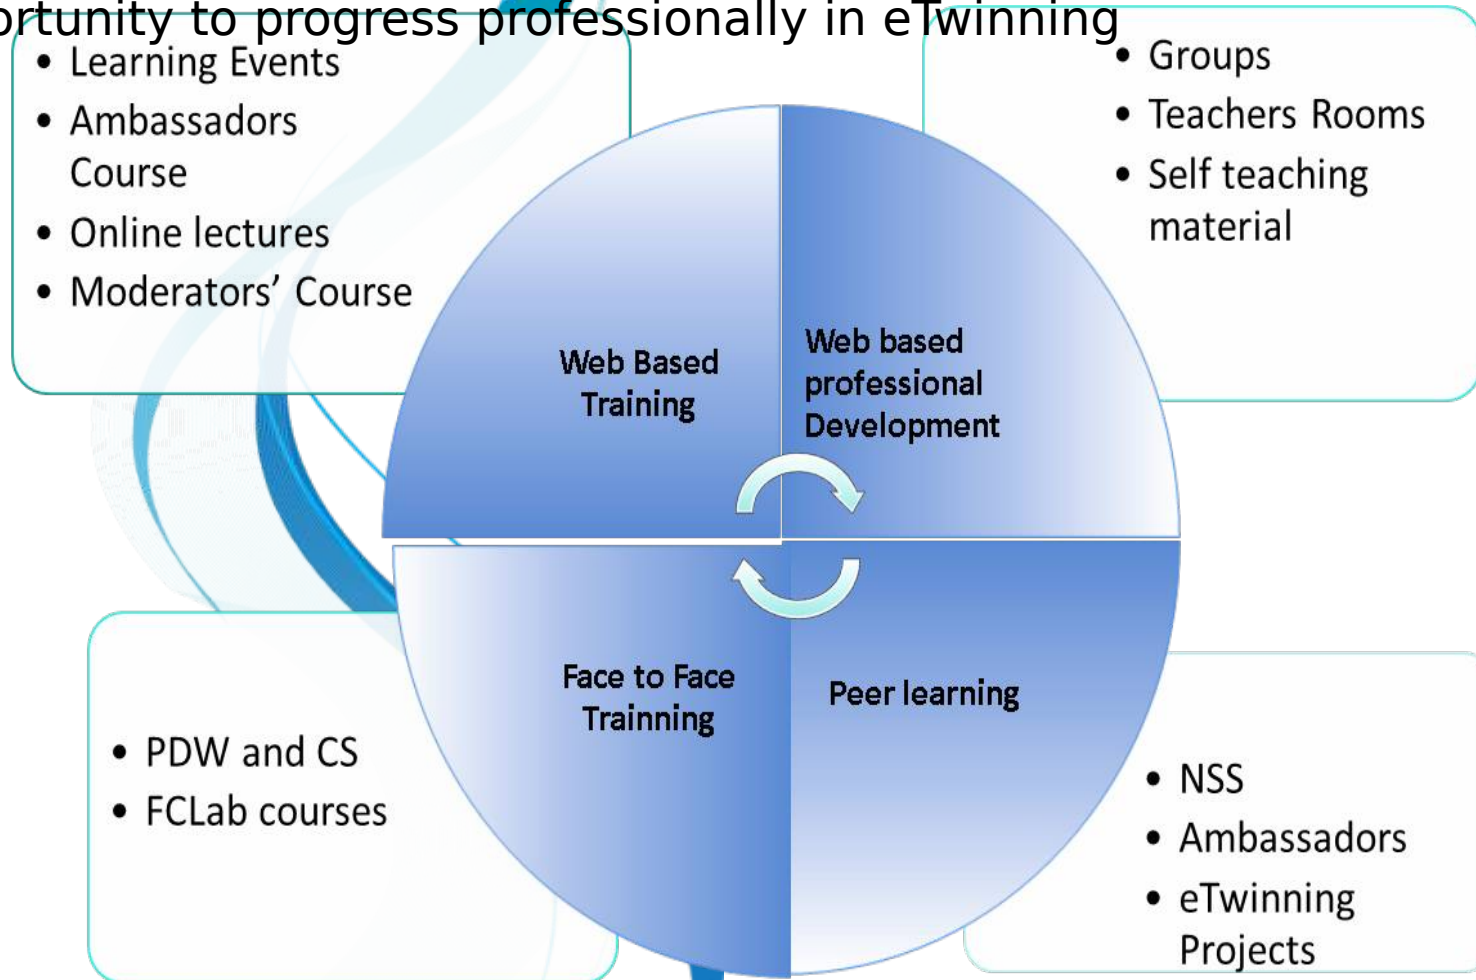 ortunity to progress professionally in eTwinning
• Learning Events
• Ambassadors
Course
• Online lectures
• Moderators’ Course
• Groups
• Teachers Rooms
• Self teaching
material
Web Based
Training
Web based
professional
Development
Face to Face
Trainning
Peer learning
• PDW and CS
• FCLab courses
• NSS
• Ambassadors
• eTwinning
Projects